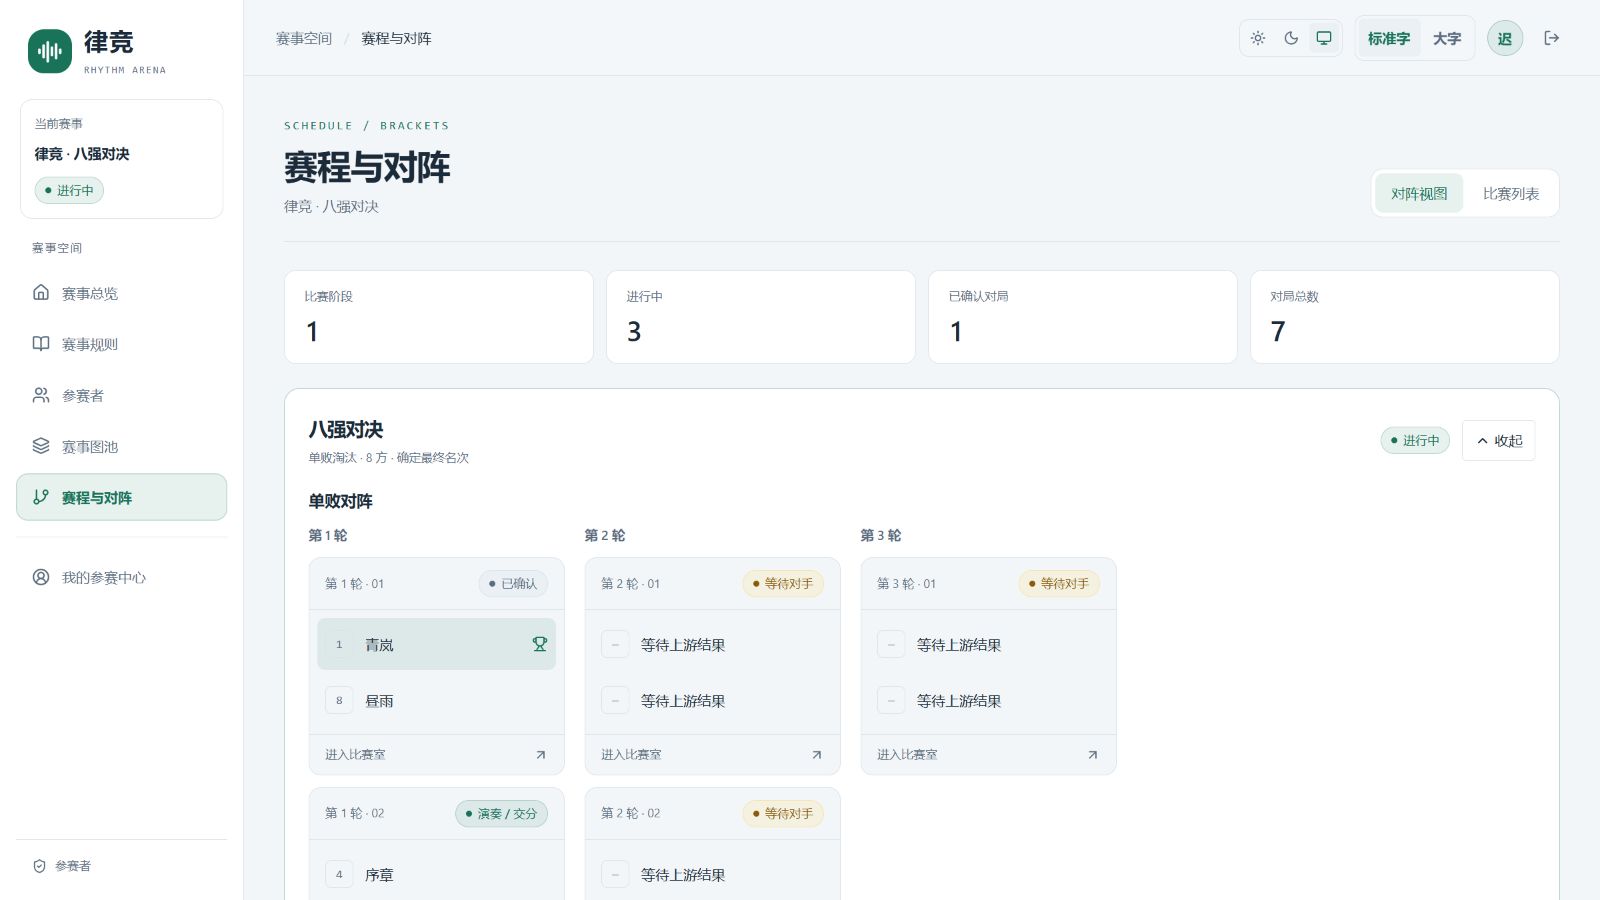 律竞
RHYTHM ARENA
当前赛事
律竞 · 八强对决
进行中
赛事空间
赛事总览
赛事规则
参赛者
赛事图池
赛程与对阵
我的参赛中心
参赛者
赛事空间 / 赛程与对阵
标准字 大字 迟
SCHEDULE / BRACKETS
赛程与对阵
律竞 · 八强对决
对阵视图 比赛列表
比赛阶段
1
进行中
3
已确认对局
1
对局总数
7
八强对决
单败淘汰 · 8 方 · 确定最终名次
进行中
收起
单败对阵
第 1 轮
第 1 轮 · 01 已确认
1 青岚
8 昼雨
进入比赛室
第 1 轮 · 02 演奏 / 交分
4 序章
第 2 轮
第 2 轮 · 01 等待对手
– 等待上游结果
– 等待上游结果
进入比赛室
第 2 轮 · 02 等待对手
– 等待上游结果
第 3 轮
第 3 轮 · 01 等待对手
– 等待上游结果
– 等待上游结果
进入比赛室